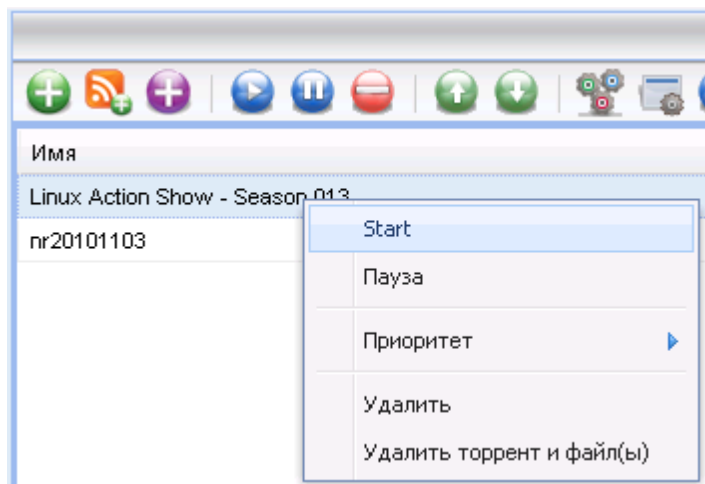 Имя
Linux Action Show - Season 013
nr20101103
Start
Пауза
Приоритет
Удалить
Удалить торрент и файл(ы)